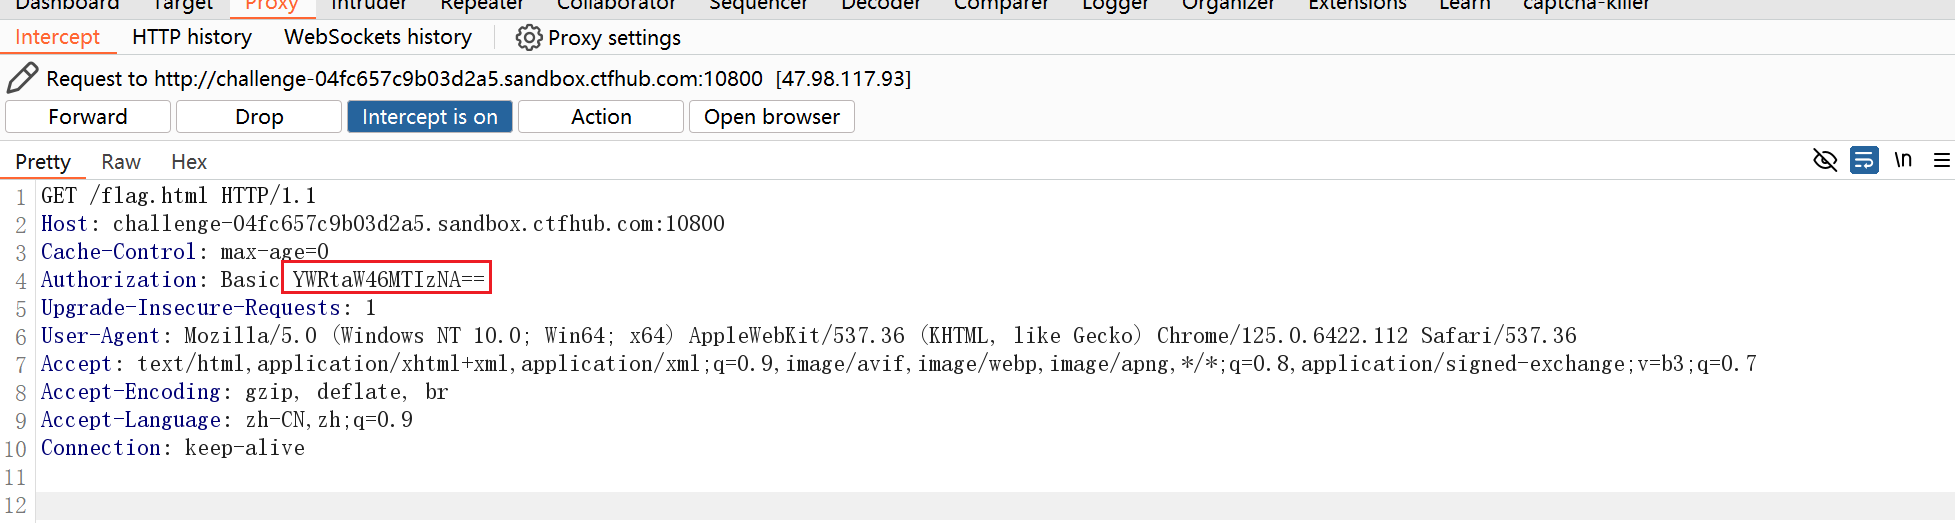 Dashboard Target Proxy Intruder Repeater Collaborator Sequencer Decoder Comparer Logger Organizer Extensions Learn captcha-killer
Intercept HTTP history WebSockets history Proxy settings
Request to http://challenge-04fc657c9b03d2a5.sandbox.ctfhub.com:10800 [47.98.117.93]
Forward Drop Intercept is on Action Open browser
Pretty Raw Hex \n
1 GET /flag.html HTTP/1.1
2 Host: challenge-04fc657c9b03d2a5.sandbox.ctfhub.com:10800
3 Cache-Control: max-age=0
4 Authorization: Basic YWRtaW46MTIzNA==
5 Upgrade-Insecure-Requests: 1
6 User-Agent: Mozilla/5.0 (Windows NT 10.0; Win64; x64) AppleWebKit/537.36 (KHTML, like Gecko) Chrome/125.0.6422.112 Safari/537.36
7 Accept: text/html,application/xhtml+xml,application/xml;q=0.9,image/avif,image/webp,image/apng,*/*;q=0.8,application/signed-exchange;v=b3;q=0.7
8 Accept-Encoding: gzip, deflate, br
9 Accept-Language: zh-CN,zh;q=0.9
10 Connection: keep-alive
11
12